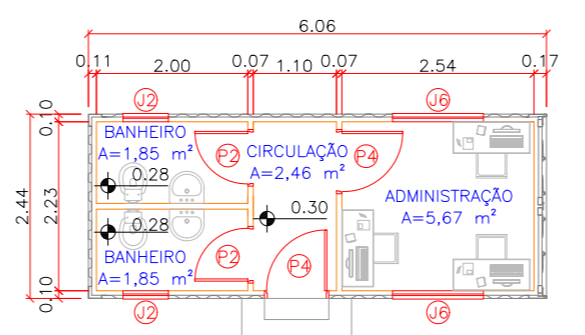 6.06
0.11 2.00 0.07 1.10 0.07 2.54 0.17
J2 J6
0.10
2.23
0.10
2.44
BANHEIRO
A=1,85 m²
P2
CIRCULAÇÃO
A=2,46 m²
P4
0.28
ADMINISTRAÇÃO
A=5,67 m²
0.30
0.28
BANHEIRO
A=1,85 m²
P2
P4
J2 J6